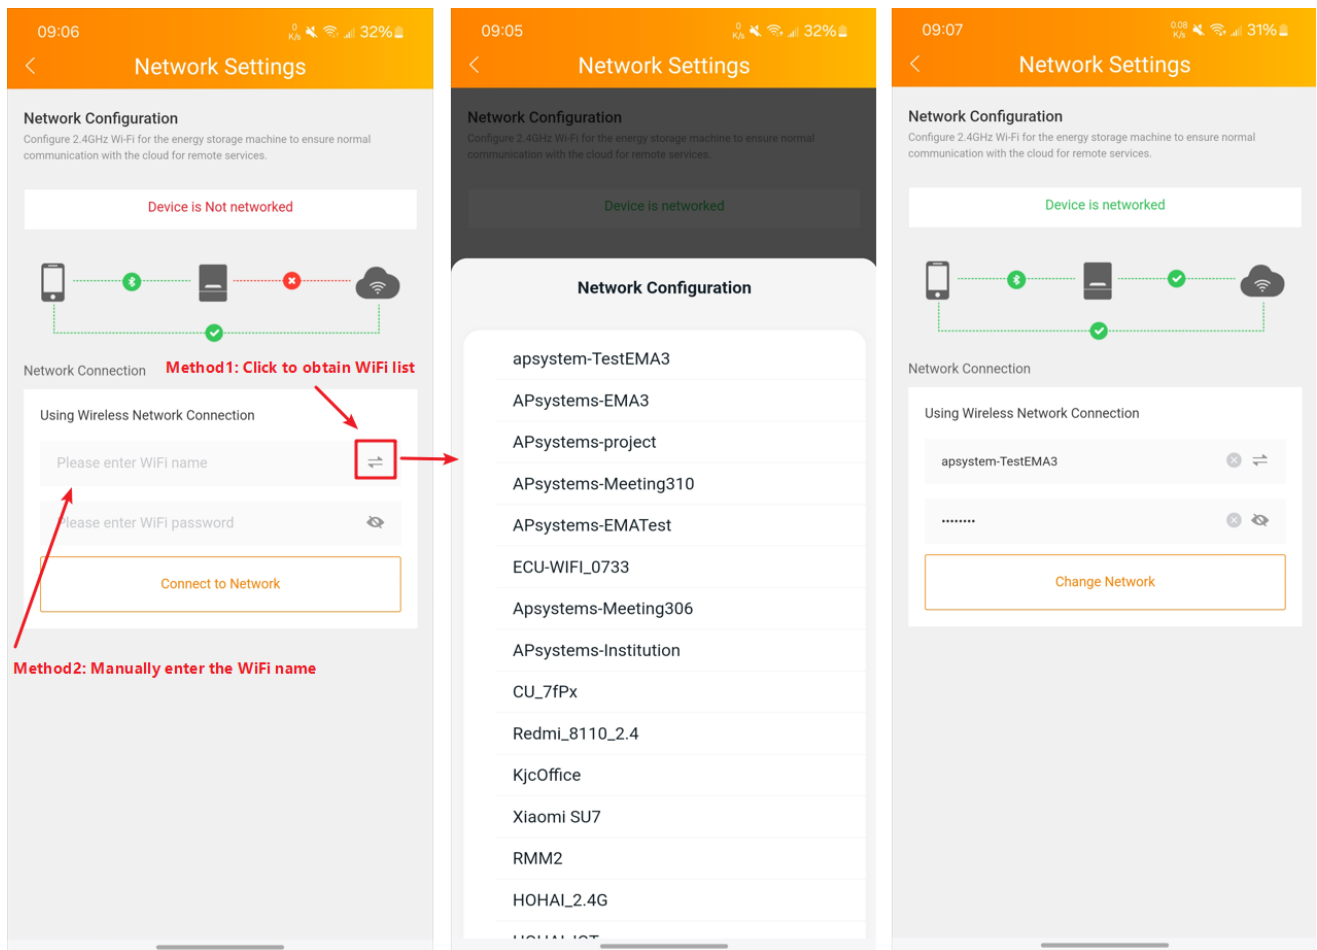 09:06
0
K/s
32%
Network Settings
Network Configuration
Configure 2.4GHz Wi-Fi for the energy storage machine to ensure normal
communication with the cloud for remote services.
Device is Not networked
Network Connection
Method1: Click to obtain WiFi list
Using Wireless Network Connection
Please enter WiFi name
Please enter WiFi password
Connect to Network
Method2: Manually enter the WiFi name
09:05
0
K/s
32%
Network Settings
Network Configuration
Configure 2.4GHz Wi-Fi for the energy storage machine to ensure normal
communication with the cloud for remote services.
Device is networked
Network Configuration
apsystem-TestEMA3
APsystems-EMA3
APsystems-project
APsystems-Meeting310
APsystems-EMATest
ECU-WIFI_0733
Apsystems-Meeting306
APsystems-Institution
CU_7fPx
Redmi_8110_2.4
KjcOffice
Xiaomi SU7
RMM2
HOHAI_2.4G
09:07
0.08
K/s
31%
Network Settings
Network Configuration
Configure 2.4GHz Wi-Fi for the energy storage machine to ensure normal
communication with the cloud for remote services.
Device is networked
Network Connection
Using Wireless Network Connection
apsystem-TestEMA3
••••••••
Change Network